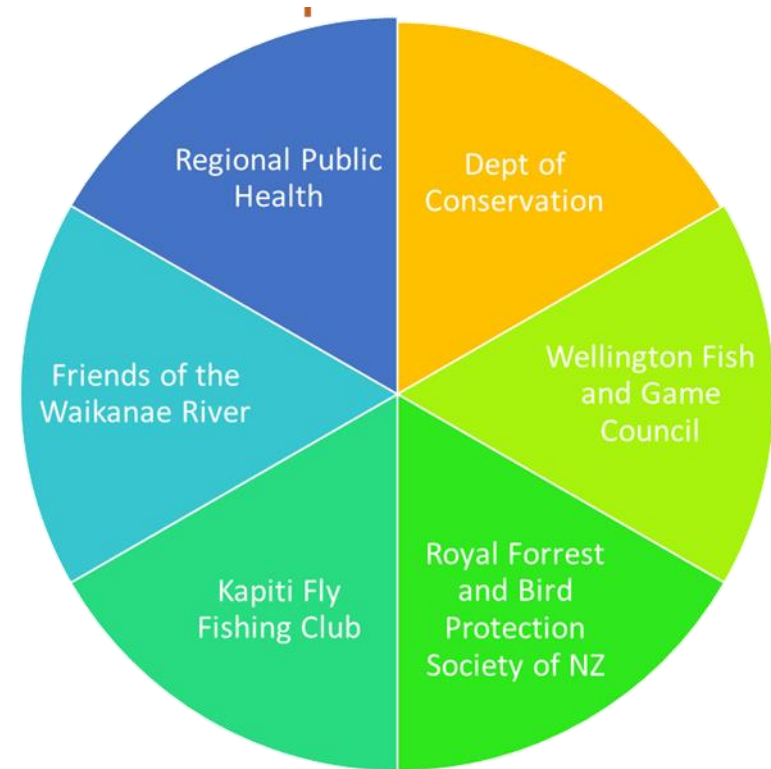 Regional Public
Health
Dept of
Conservation
Wellington Fish
and Game
Council
Royal Forrest
and Bird
Protection
Society of NZ
Kapiti Fly
Fishing Club
Friends of the
Waikanae River